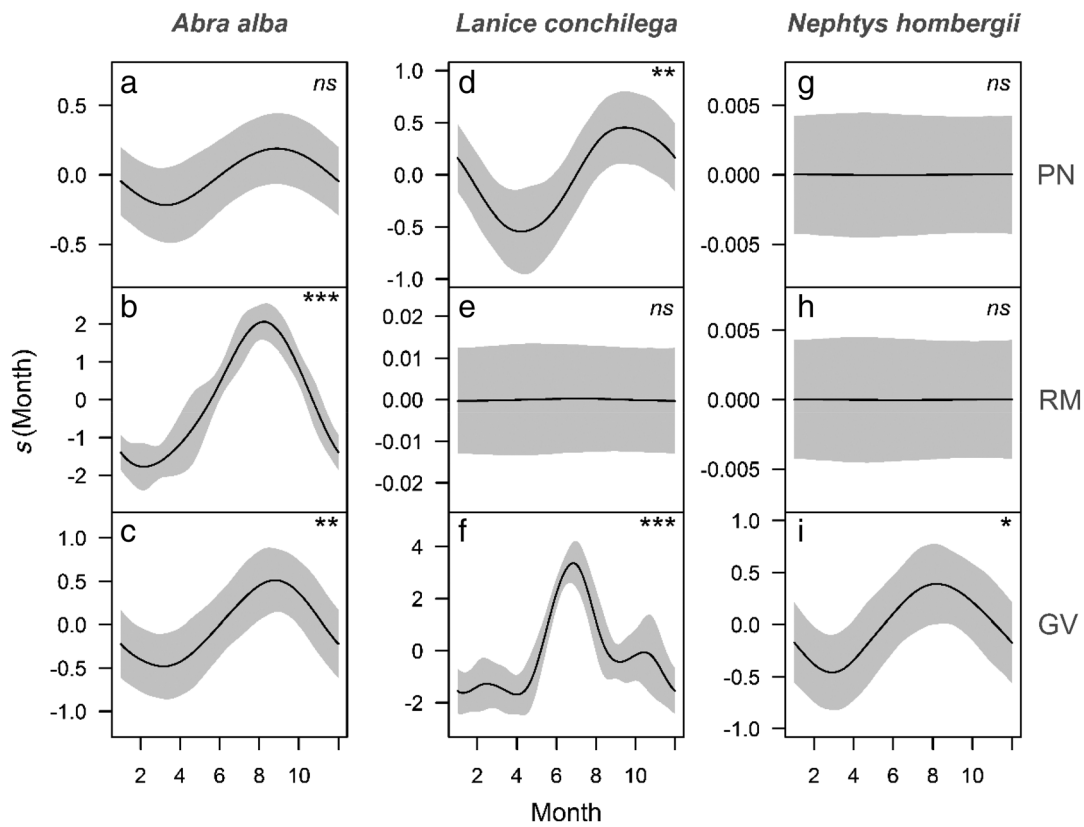 Abra alba Lanice conchilega Nephtys hombergii
a ns
0.5
0.0
-0.5
d **
1.0
0.5
0.0
-0.5
-1.0
g ns
0.005
0.000
-0.005
PN
b ***
2
1
0
-1
-2
e ns
0.02
0.01
0.00
-0.01
-0.02
h ns
0.005
0.000
-0.005
RM
c **
1.0
0.5
0.0
-0.5
-1.0
f ***
4
2
0
-2
i *
1.0
0.5
0.0
-0.5
-1.0
GV
s (Month)
2 4 6 8 10 2 4 6 8 10 2 4 6 8 10
Month